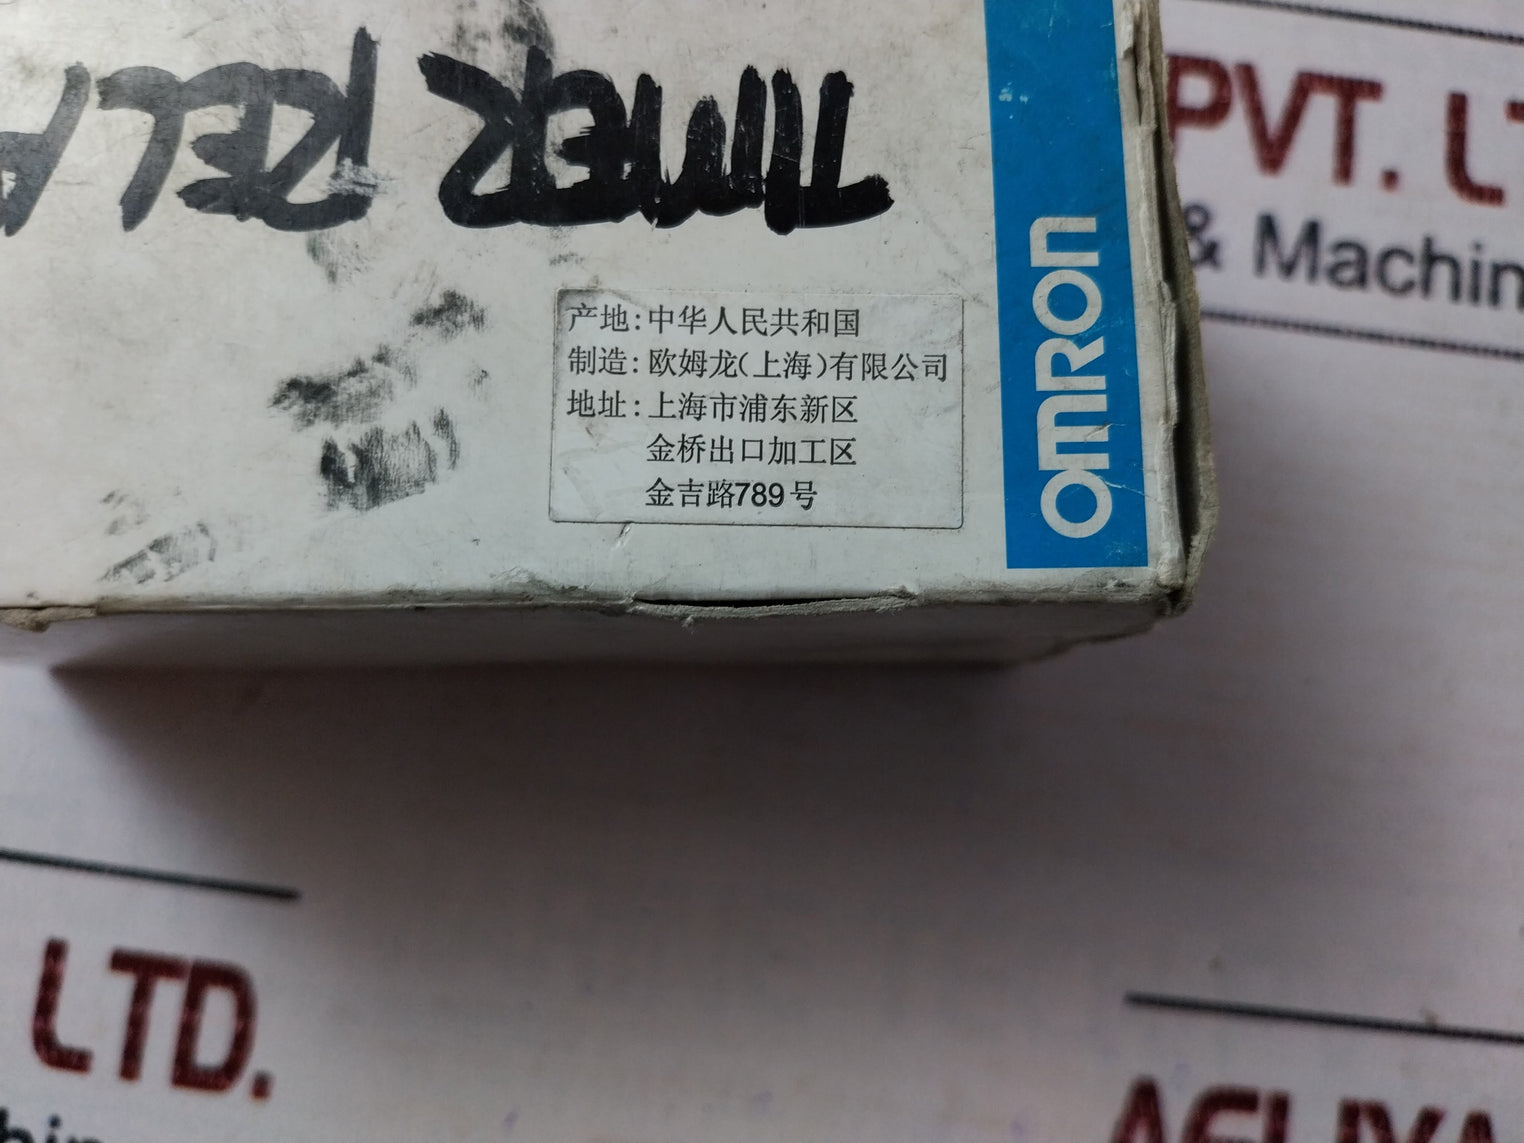 TIMER RELA
OMRON
产地:中华人民共和国
制造:欧姆龙(上海)有限公司
地址:上海市浦东新区
金桥出口加工区
金吉路789号
PVT. LT
& Machin
LTD.